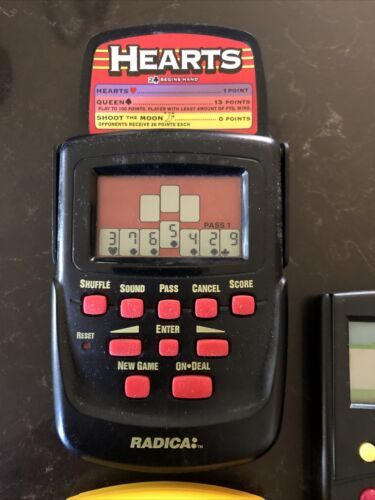 HEARTS
2♣ BEGINS HAND
HEARTS♥ 1 POINT
QUEEN♠ 13 POINTS
PLAY TO 100 POINTS. PLAYER WITH LEAST AMOUNT OF PTS. WINS.
SHOOT THE MOON 0 POINTS
OPPONENTS RECEIVE 26 POINTS EACH
PASS 1
3 7 6 5 4 2 9
SHUFFLE SOUND PASS CANCEL SCORE
RESET ENTER
NEW GAME ON•DEAL
RADICA:™